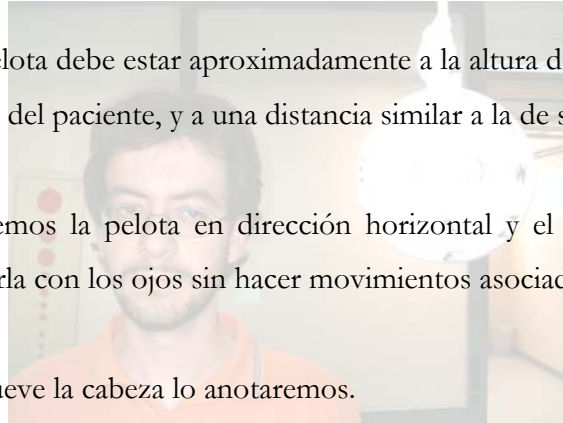 elota debe estar aproximadamente a la altura d
del paciente, y a una distancia similar a la de s
emos la pelota en dirección horizontal y el
rla con los ojos sin hacer movimientos asociad
ueve la cabeza lo anotaremos.